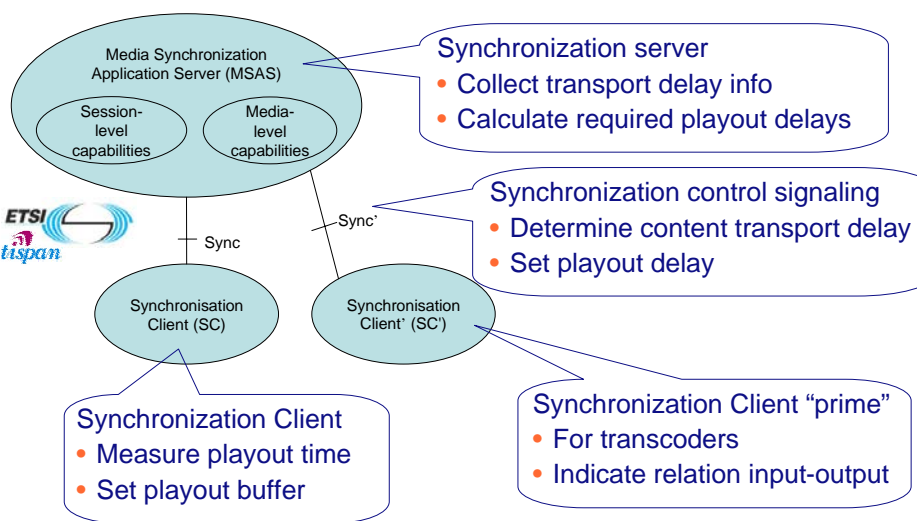 Media Synchronization
Application Server (MSAS)
Session-
level
capabilities
Media-
level
capabilities
Synchronization server
• Collect transport delay info
• Calculate required playout delays
ETSI
tispan
Sync
Sync’
Synchronization control signaling
• Determine content transport delay
• Set playout delay
Synchronisation
Client (SC)
Synchronisation
Client‘ (SC')
Synchronization Client
• Measure playout time
• Set playout buffer
Synchronization Client “prime”
• For transcoders
• Indicate relation input-output